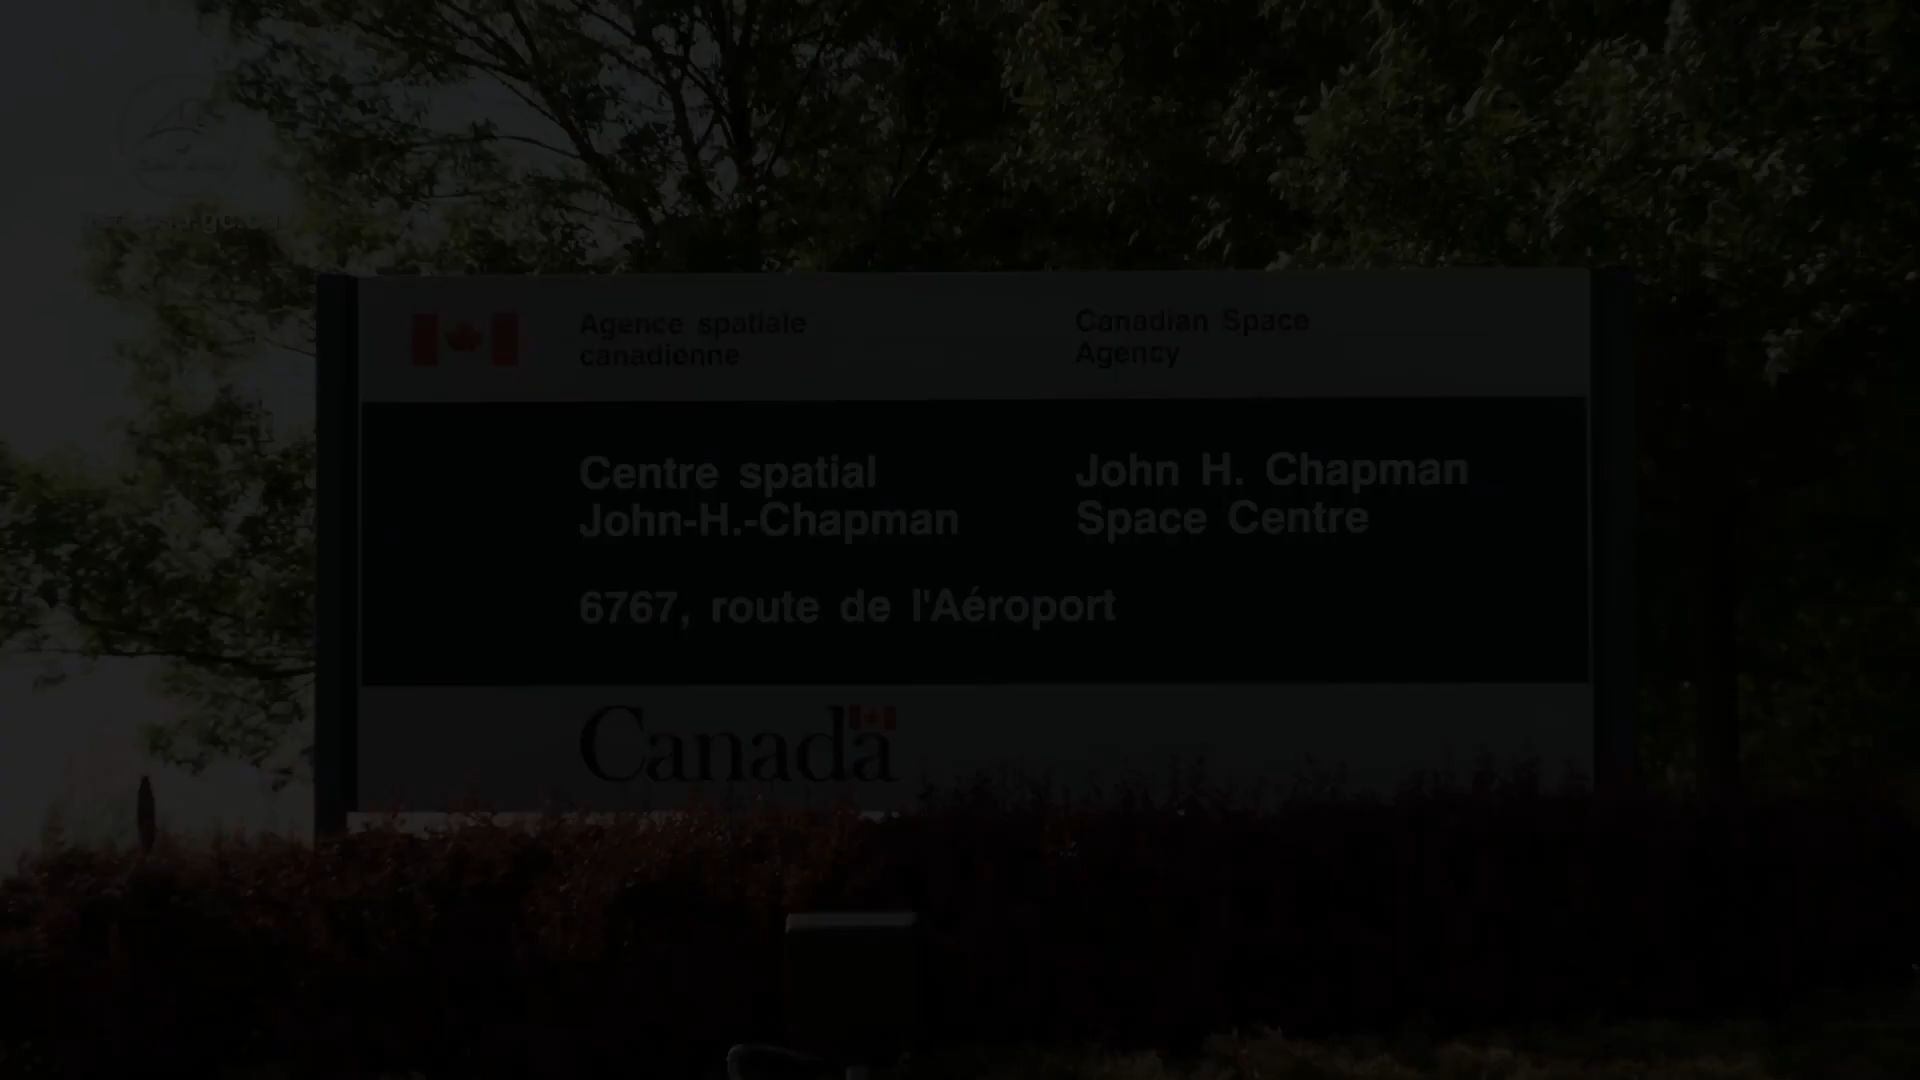 Agence spatiale
canadienne
Canadian Space
Agency
Centre spatial
John-H.-Chapman
John H. Chapman
Space Centre
6767, route de l'Aéroport
Canada